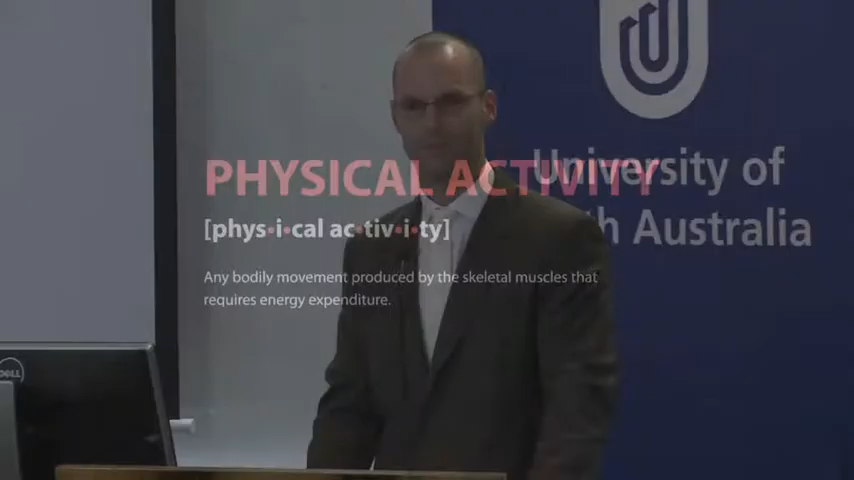 PHYSICAL ACTIVITY
[phys•i•cal ac•tiv•i•ty]
Any bodily movement produced by the skeletal muscles that
requires energy expenditure.
University of
Australia
DELL